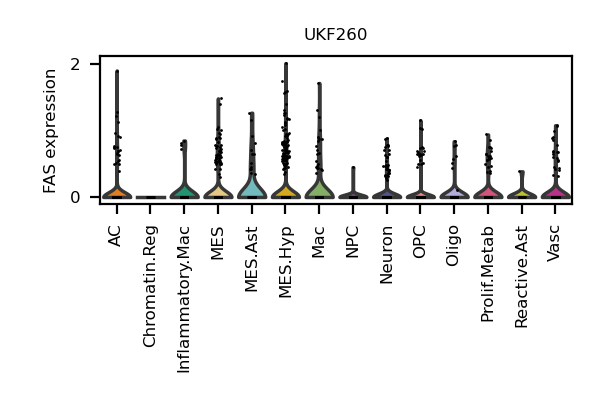 UKF260
FAS expression
2
0
AC
Chromatin.Reg
Inflammatory.Mac
MES
MES.Ast
MES.Hyp
Mac
NPC
Neuron
OPC
Oligo
Prolif.Metab
Reactive.Ast
Vasc